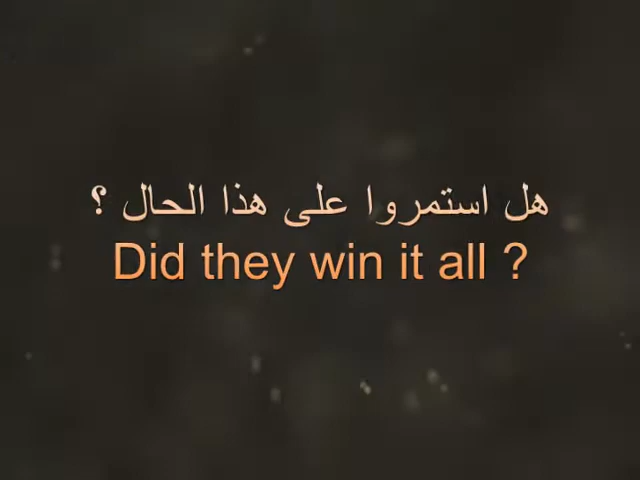 هل استمروا على هذا الحال ؟
Did they win it all ?